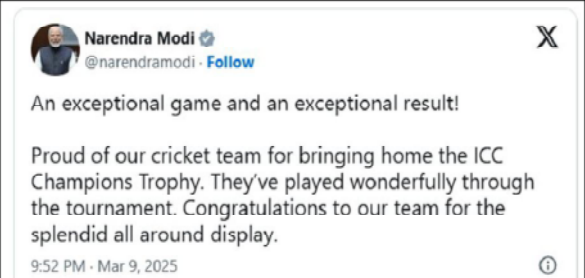 Narendra Modi
@narendramodi · Follow
An exceptional game and an exceptional result!
Proud of our cricket team for bringing home the ICC
Champions Trophy. They've played wonderfully through
the tournament. Congratulations to our team for the
splendid all around display.
9:52 PM · Mar 9, 2025